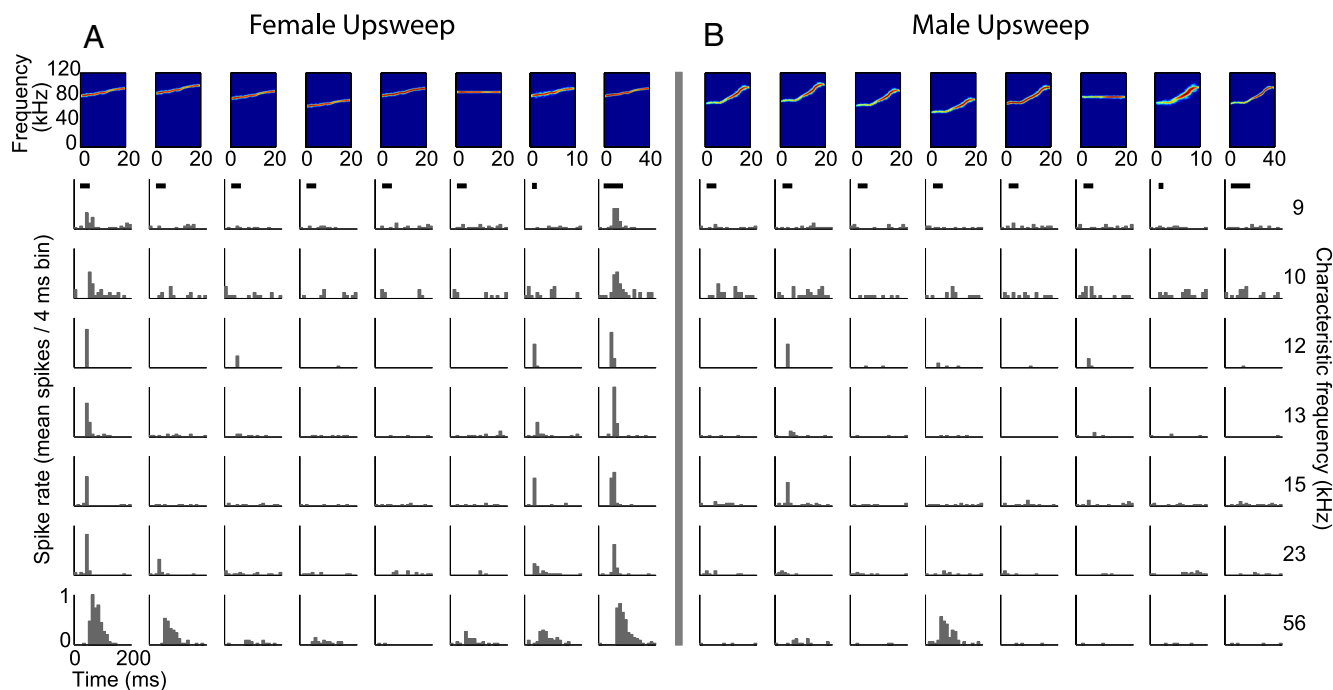 A Female Upsweep B Male Upsweep
Frequency (kHz)
120
80
40
0
0 20 0 20 0 20 0 20 0 20 0 20 0 10 0 40 0 20 0 20 0 20 0 20 0 20 0 20 0 10 0 40
Spike rate (mean spikes / 4 ms bin)
9
10
12
13
15
23
56
Characteristic frequency (kHz)
1
0
0 200
Time (ms)